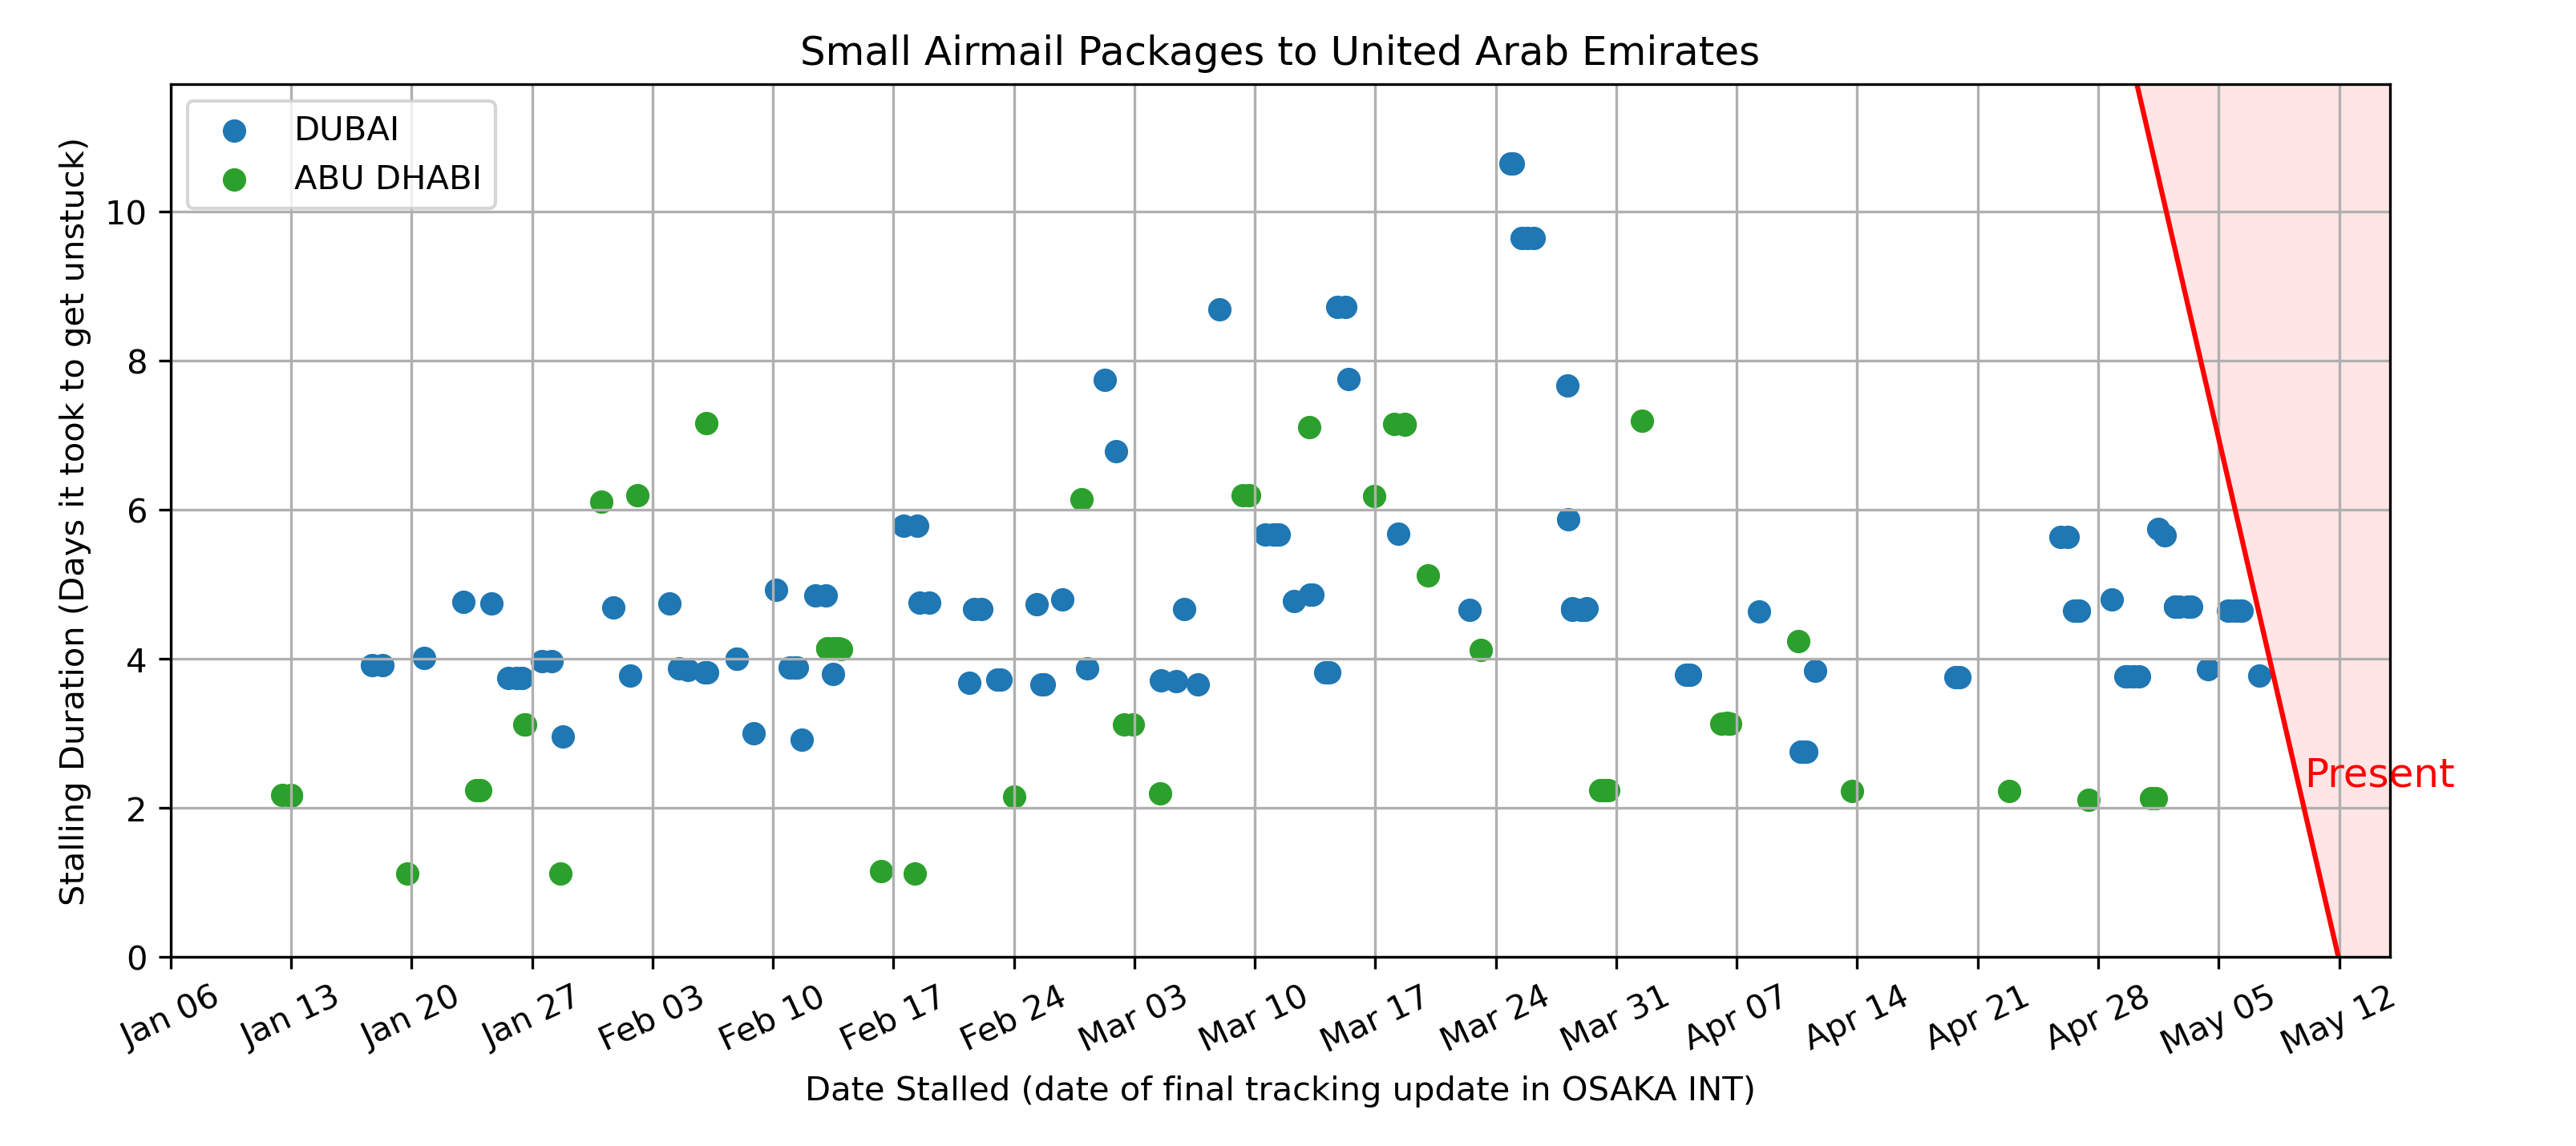 Small Airmail Packages to United Arab Emirates
DUBAI
ABU DHABI
Stalling Duration (Days it took to get unstuck)
10
8
6
4
2
0
Present
Jan 06
Jan 13
Jan 20
Jan 27
Feb 03
Feb 10
Feb 17
Feb 24
Mar 03
Mar 10
Mar 17
Mar 24
Mar 31
Apr 07
Apr 14
Apr 21
Apr 28
May 05
May 12
Date Stalled (date of final tracking update in OSAKA INT)